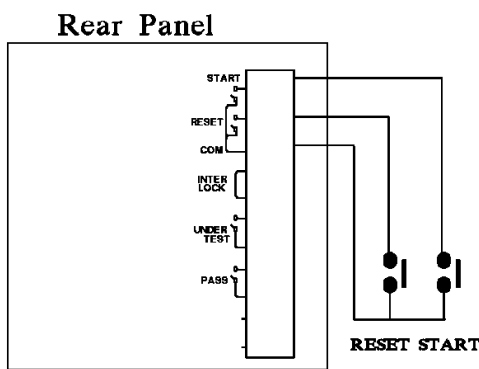 Rear Panel
START
RESET
COM
INTER
LOCK
UNDER
TEST
PASS
RESET START